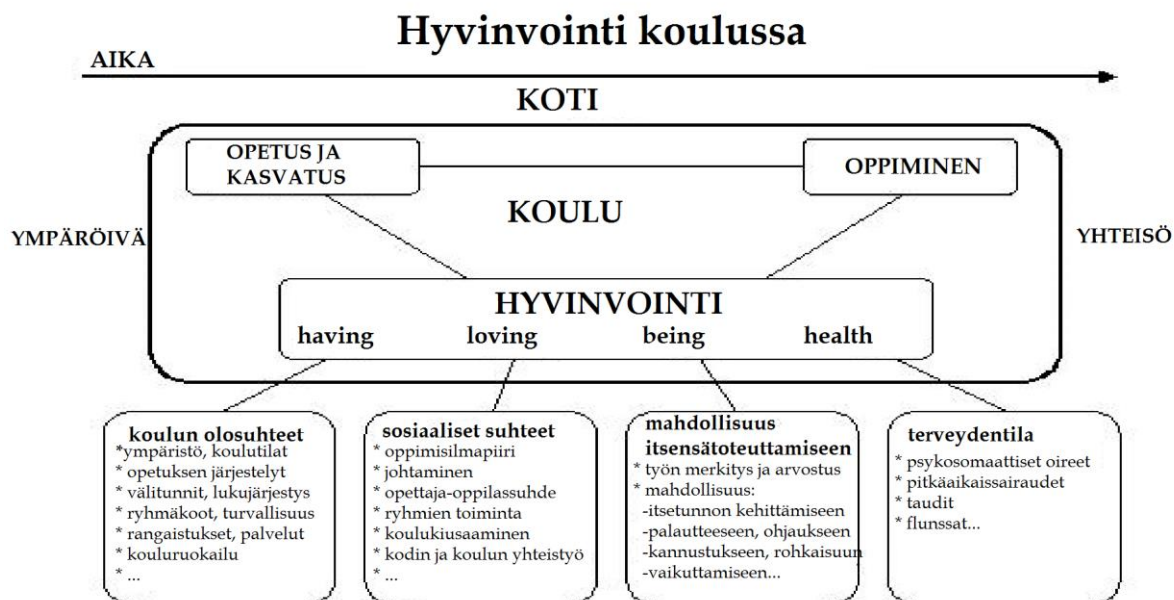 Hyvinvointi koulussa
AIKA
KOTI
OPETUS JA
KASVATUS
OPPIMINEN
KOULU
YMPÄRÖIVÄ
YHTEISÖ
HYVINVOINTI
having loving being health
koulun olosuhteet
*ympäristö, koulutilat
* opetuksen järjestelyt
* välitunnit, lukujärjestys
* ryhmäkoot, turvallisuus
* rangaistukset, palvelut
* kouluruokailu
* ...
sosiaaliset suhteet
* oppimisilmapiiri
* johtaminen
* opettaja-oppilassuhde
* ryhmien toiminta
* koulukiusaaminen
* kodin ja koulun yhteistyö
* ...
mahdollisuus
itsensätoteuttamiseen
* työn merkitys ja arvostus
* mahdollisuus:
-itsetunnon kehittämiseen
-palautteeseen, ohjaukseen
-kannustukseen, rohkaisuun
-vaikuttamiseen...
terveydentila
* psykosomaattiset oireet
* pitkäaikaissairaudet
* taudit
* flunssat...